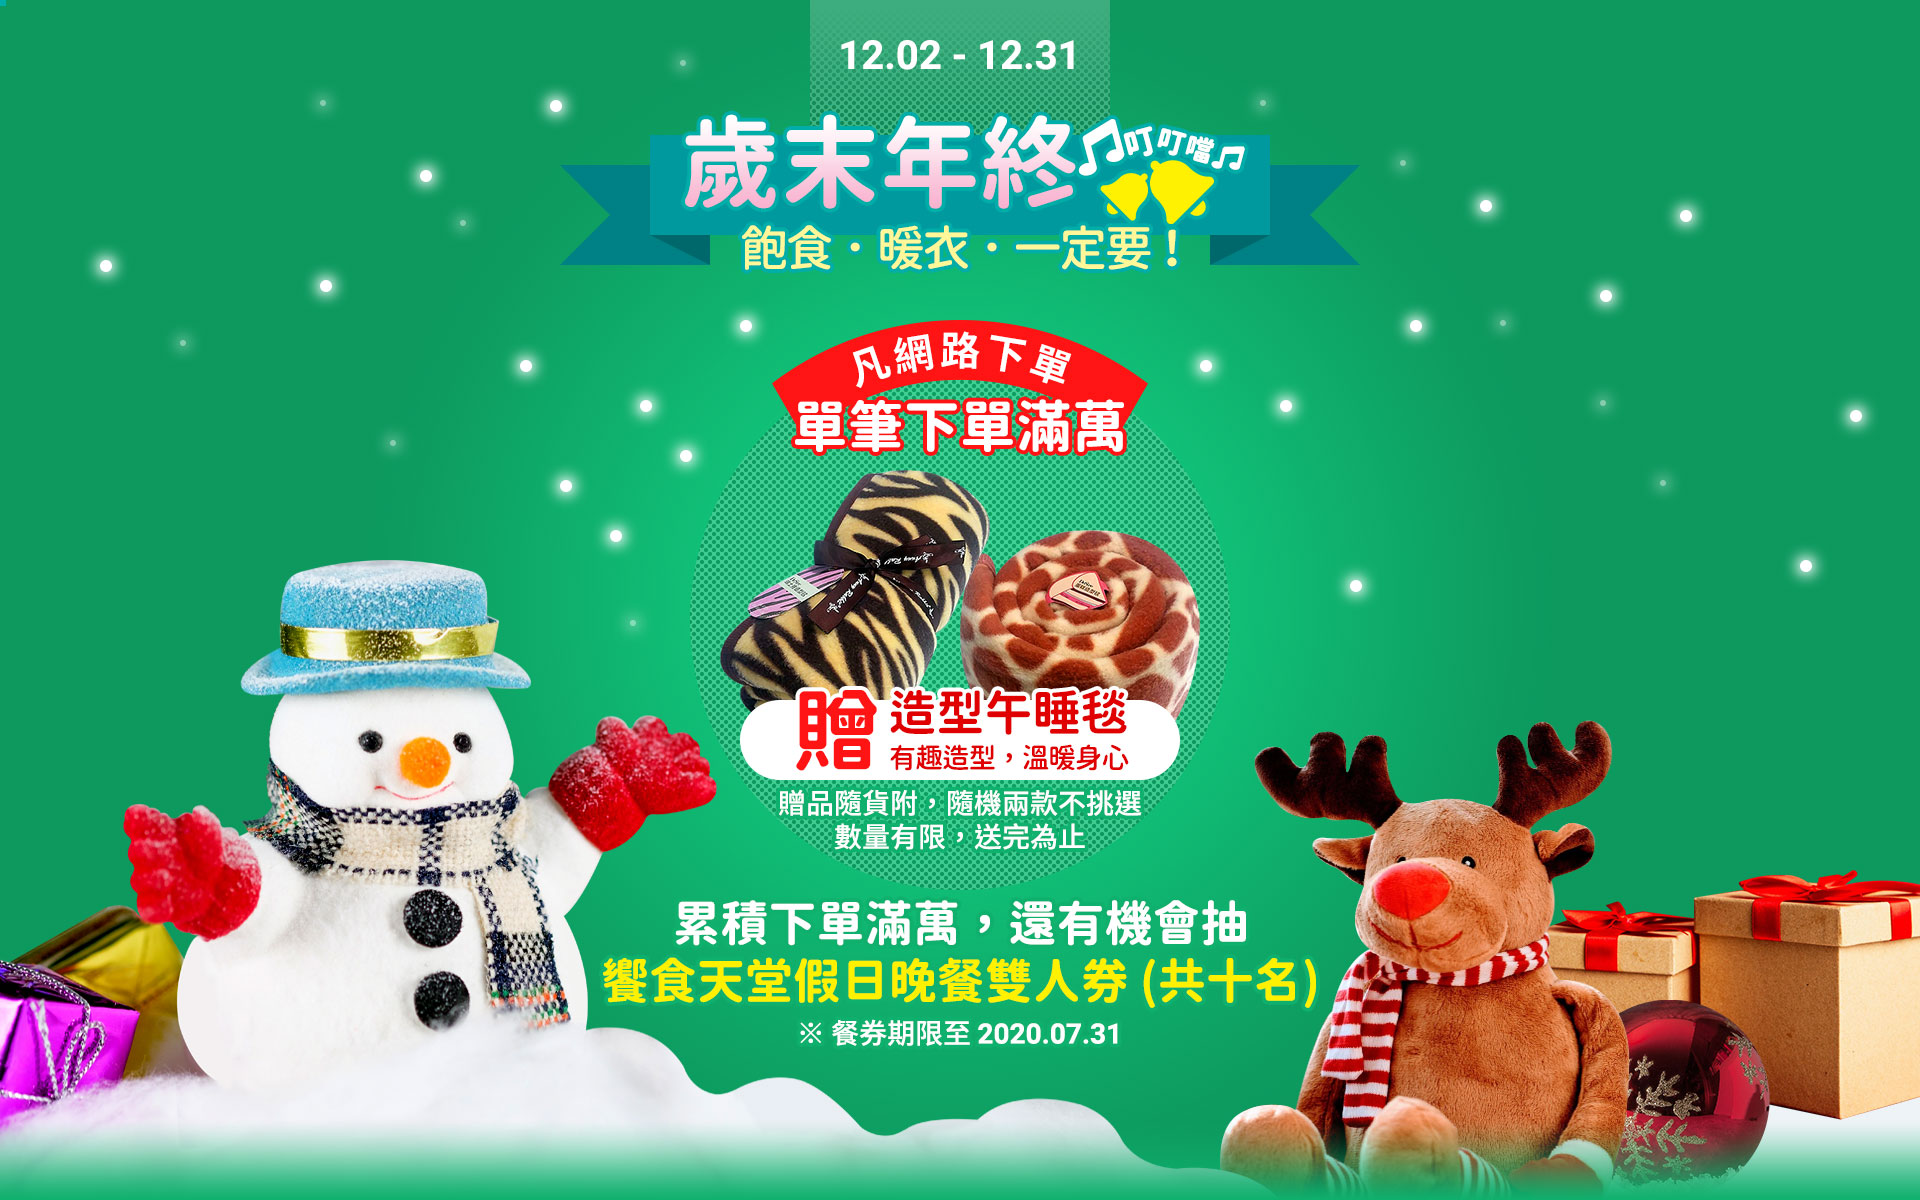 12.02 - 12.31
歲末年終
叮叮噹
飽食·暖衣·一定要!
凡網路下單
單筆下單滿萬
贈 造型午睡毯
有趣造型,溫暖身心
贈品隨貨附,隨機兩款不挑選
數量有限,送完為止
累積下單滿萬,還有機會抽
饗食天堂假日晚餐雙人券 (共十名)
※ 餐券期限至 2020.07.31